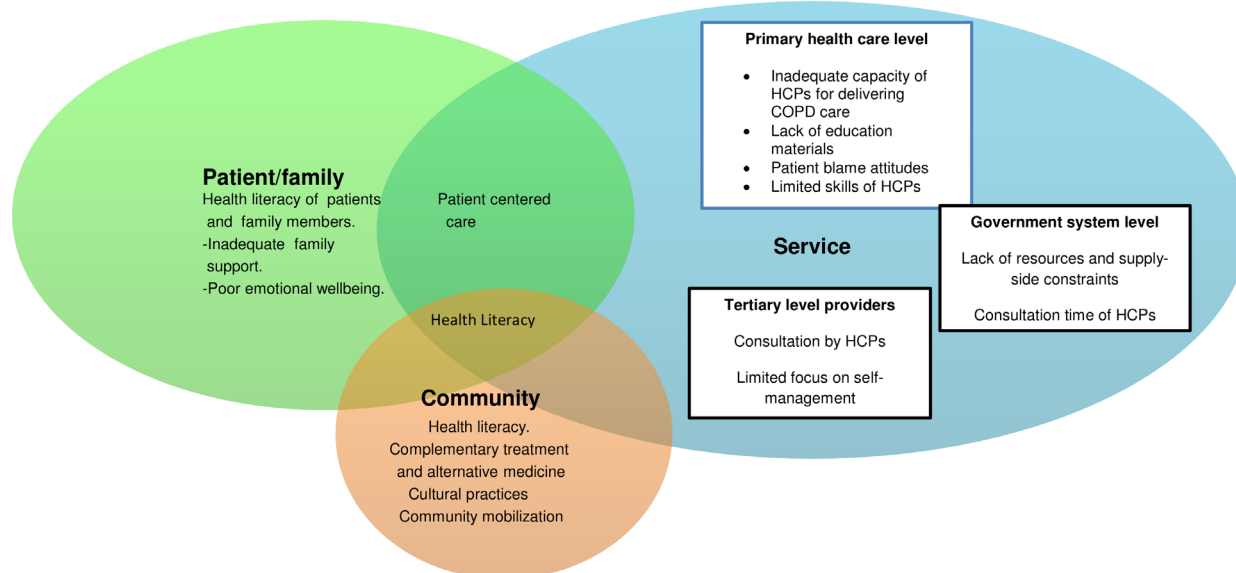 Patient/family
Health literacy of patients
and family members.
-Inadequate family
support.
-Poor emotional wellbeing.
Patient centered
care
Health Literacy
Community
Health literacy.
Complementary treatment
and alternative medicine
Cultural practices
Community mobilization
Primary health care level
• Inadequate capacity of
HCPs for delivering
COPD care
• Lack of education
materials
• Patient blame attitudes
• Limited skills of HCPs
Service
Government system level
Lack of resources and supply-
side constraints
Consultation time of HCPs
Tertiary level providers
Consultation by HCPs
Limited focus on self-
management